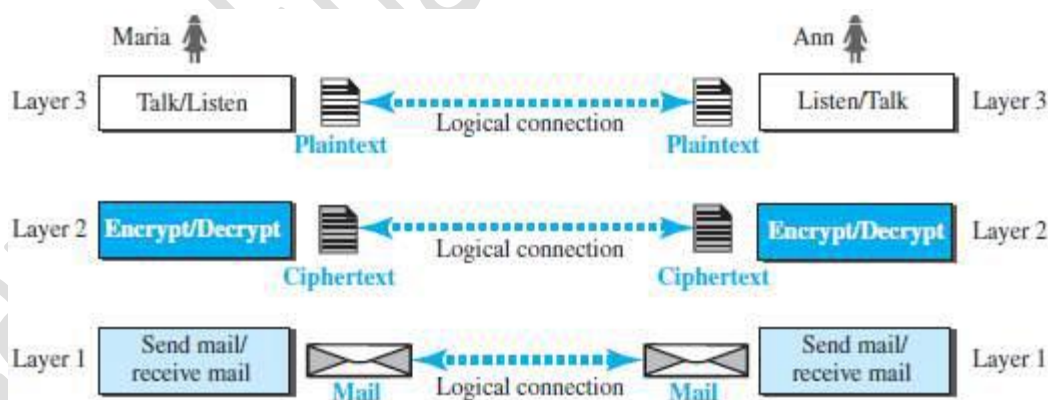 Maria
Ann
Layer 3
Talk/Listen
Plaintext
Logical connection
Plaintext
Listen/Talk
Layer 3
Layer 2
Encrypt/Decrypt
Ciphertext
Logical connection
Ciphertext
Encrypt/Decrypt
Layer 2
Layer 1
Send mail/
receive mail
Mail
Logical connection
Mail
Send mail/
receive mail
Layer 1